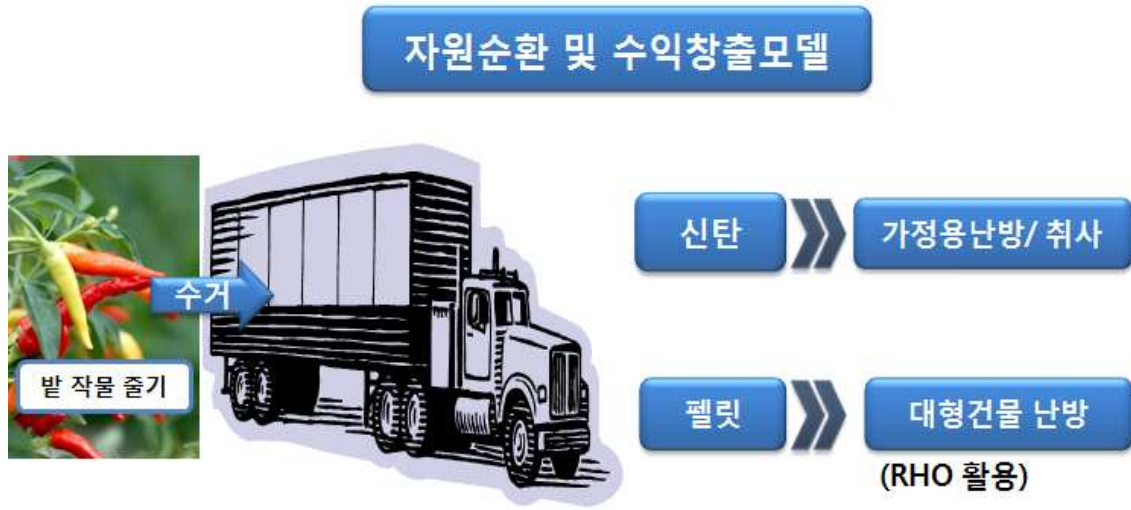 자원순환 및 수익창출모델
수거
밭 작물 줄기
신탄
가정용난방/ 취사
펠릿
대형건물 난방
(RHO 활용)